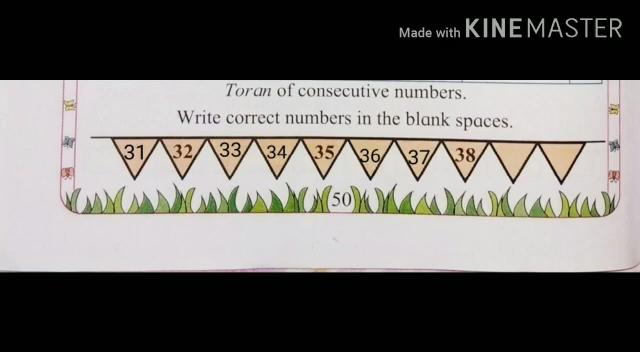 Made with KINEMASTER
Toran of consecutive numbers.
Write correct numbers in the blank spaces.
31 32 33 34 35 36 37 38
50